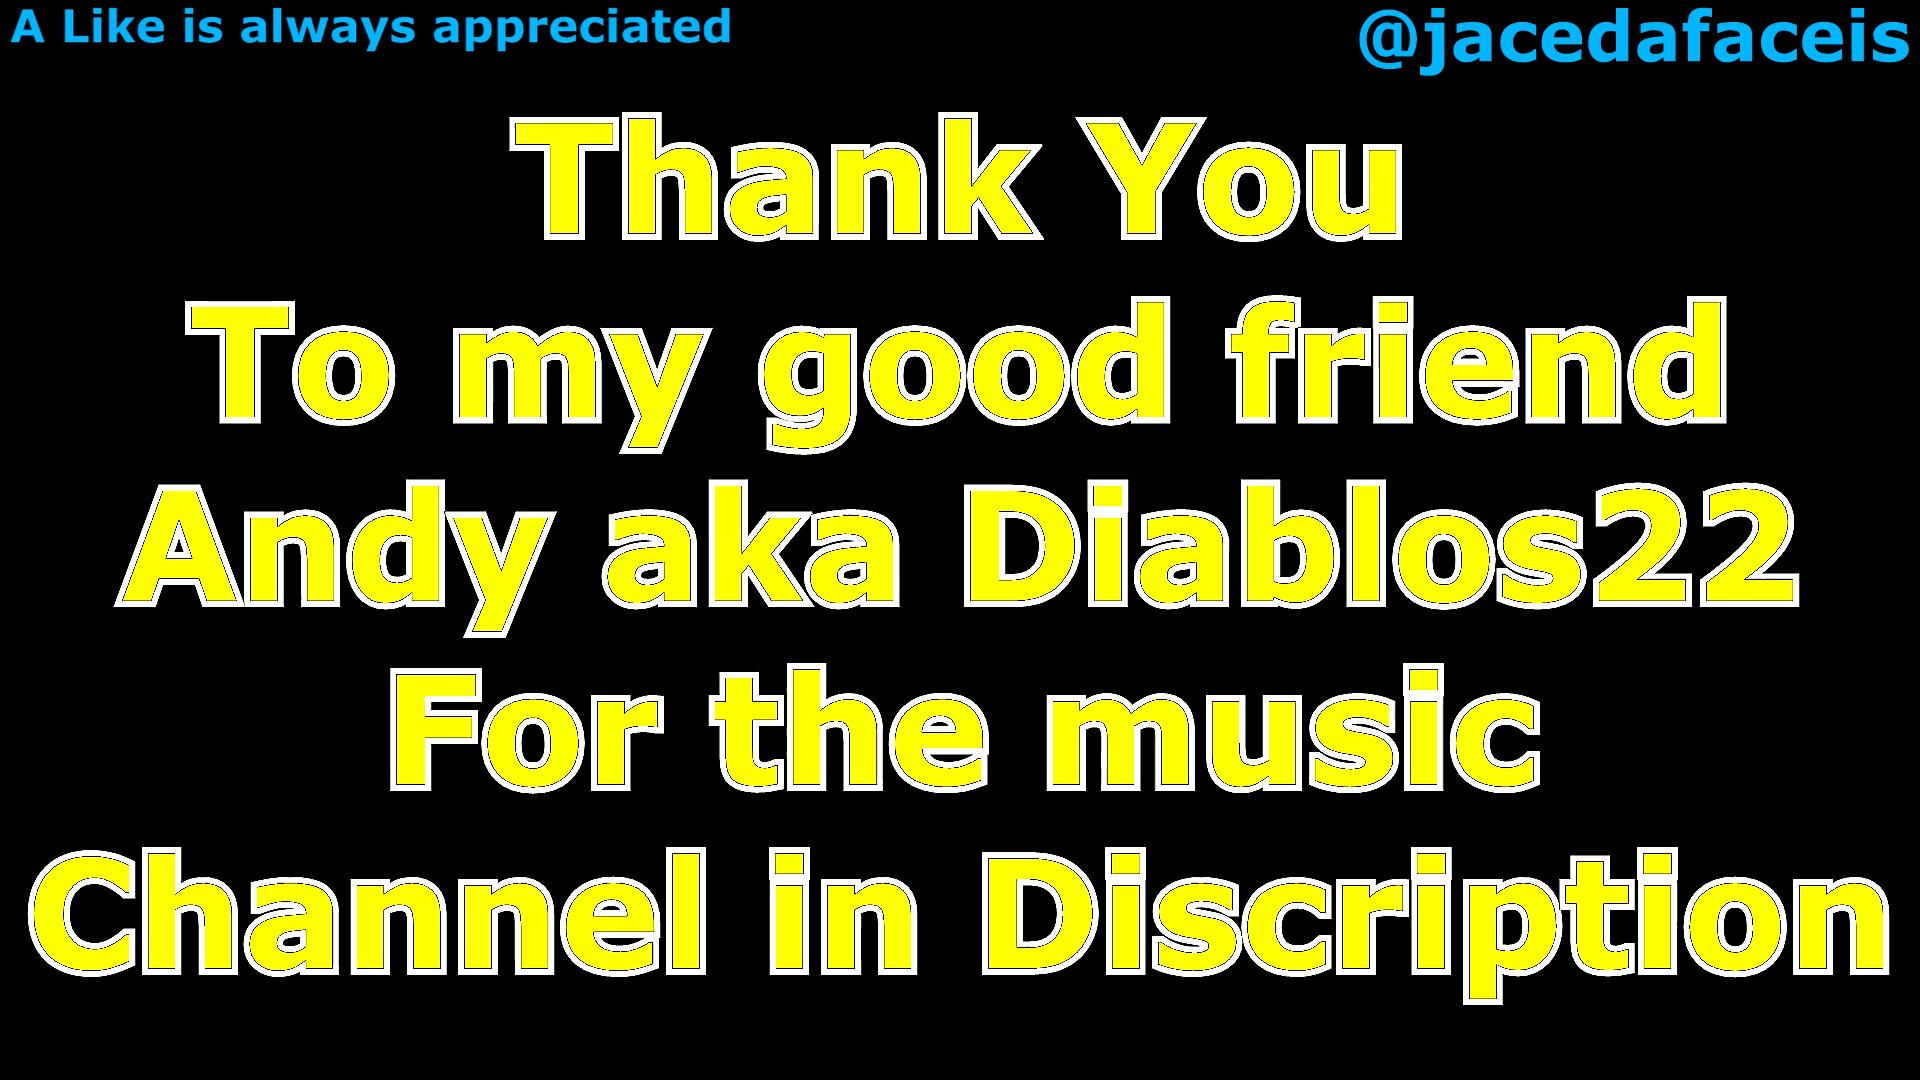 A Like is always appreciated
@jacedafaceis
Thank You
To my good friend
Andy aka Diablos22
For the music
Channel in Discription